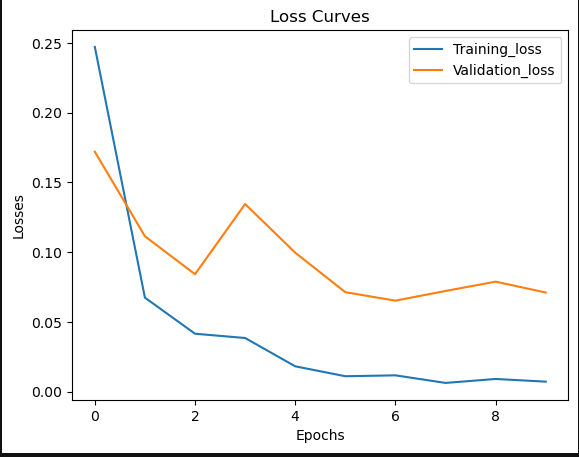 Loss Curves
Training_loss
Validation_loss
0.25
0.20
0.15
0.10
0.05
0.00
Losses
0 2 4 6 8
Epochs